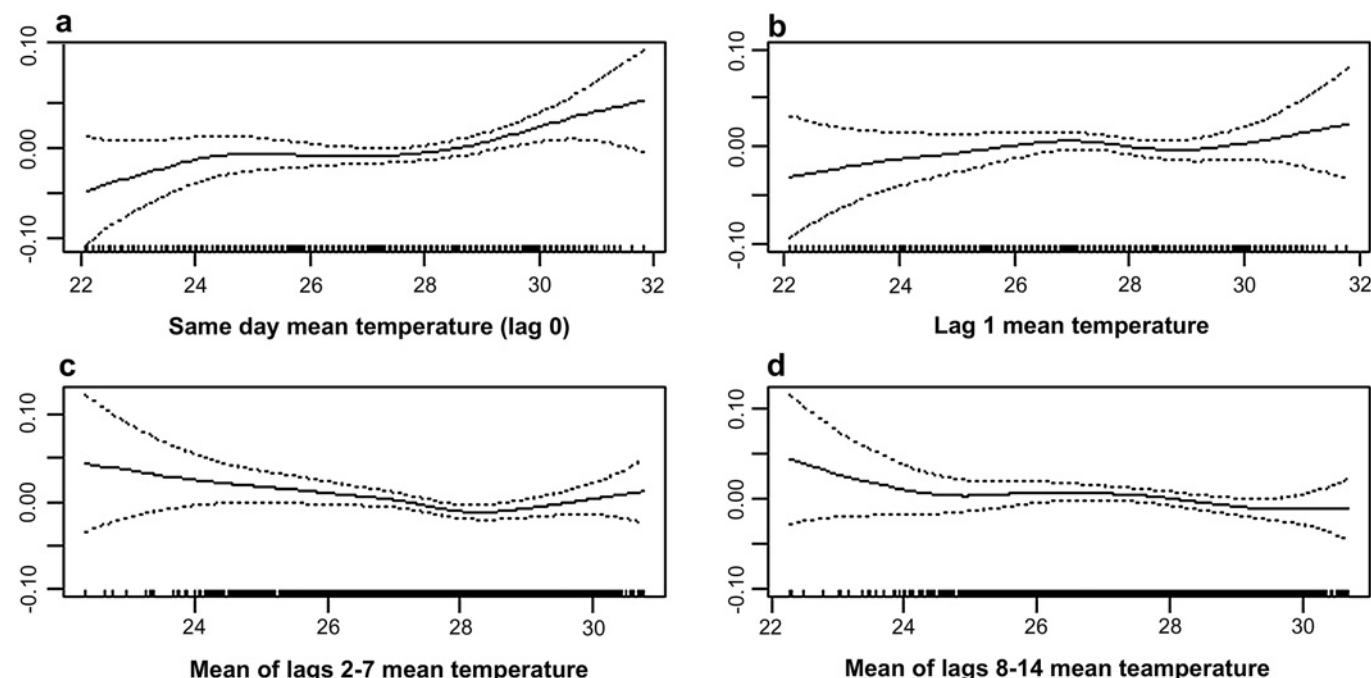 a
0.10
0.00
-0.10
22 24 26 28 30 32
Same day mean temperature (lag 0)
b
0.10
0.00
-0.10
22 24 26 28 30 32
Lag 1 mean temperature
c
0.10
0.00
-0.10
24 26 28 30
Mean of lags 2-7 mean temperature
d
0.10
0.00
-0.10
22 24 26 28 30
Mean of lags 8-14 mean teamperature